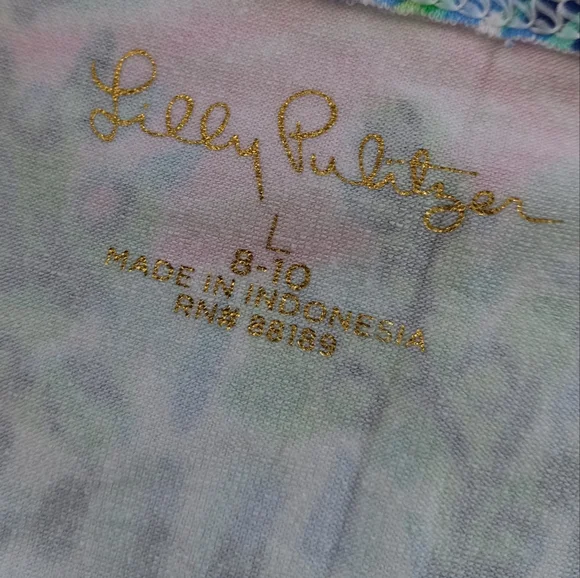 Lilly Pulitzer
L
8-10
MADE IN INDONESIA
RN# 88189